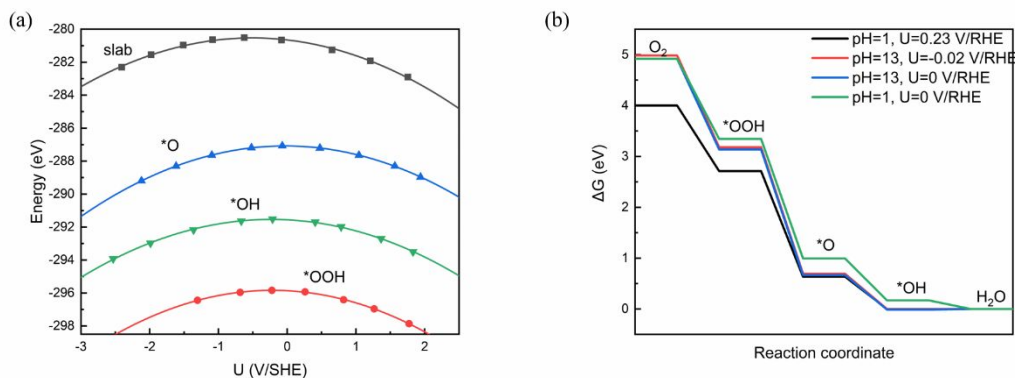 (a)
-280
-282
-284
-286
-288
-290
-292
-294
-296
-298
Energy (eV)
slab
*O
*OH
*OOH
-3
-2
-1
0
1
2
U (V/SHE)
(b)
5
4
3
2
1
0
ΔG (eV)
O₂
*OOH
*O
*OH
H₂O
pH=1, U=0.23 V/RHE
pH=13, U=-0.02 V/RHE
pH=13, U=0 V/RHE
pH=1, U=0 V/RHE
Reaction coordinate